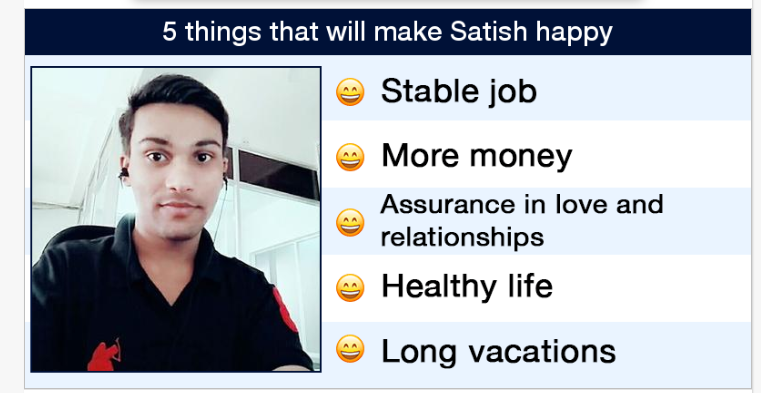 5 things that will make Satish happy
Stable job
More money
Assurance in love and
relationships
Healthy life
Long vacations